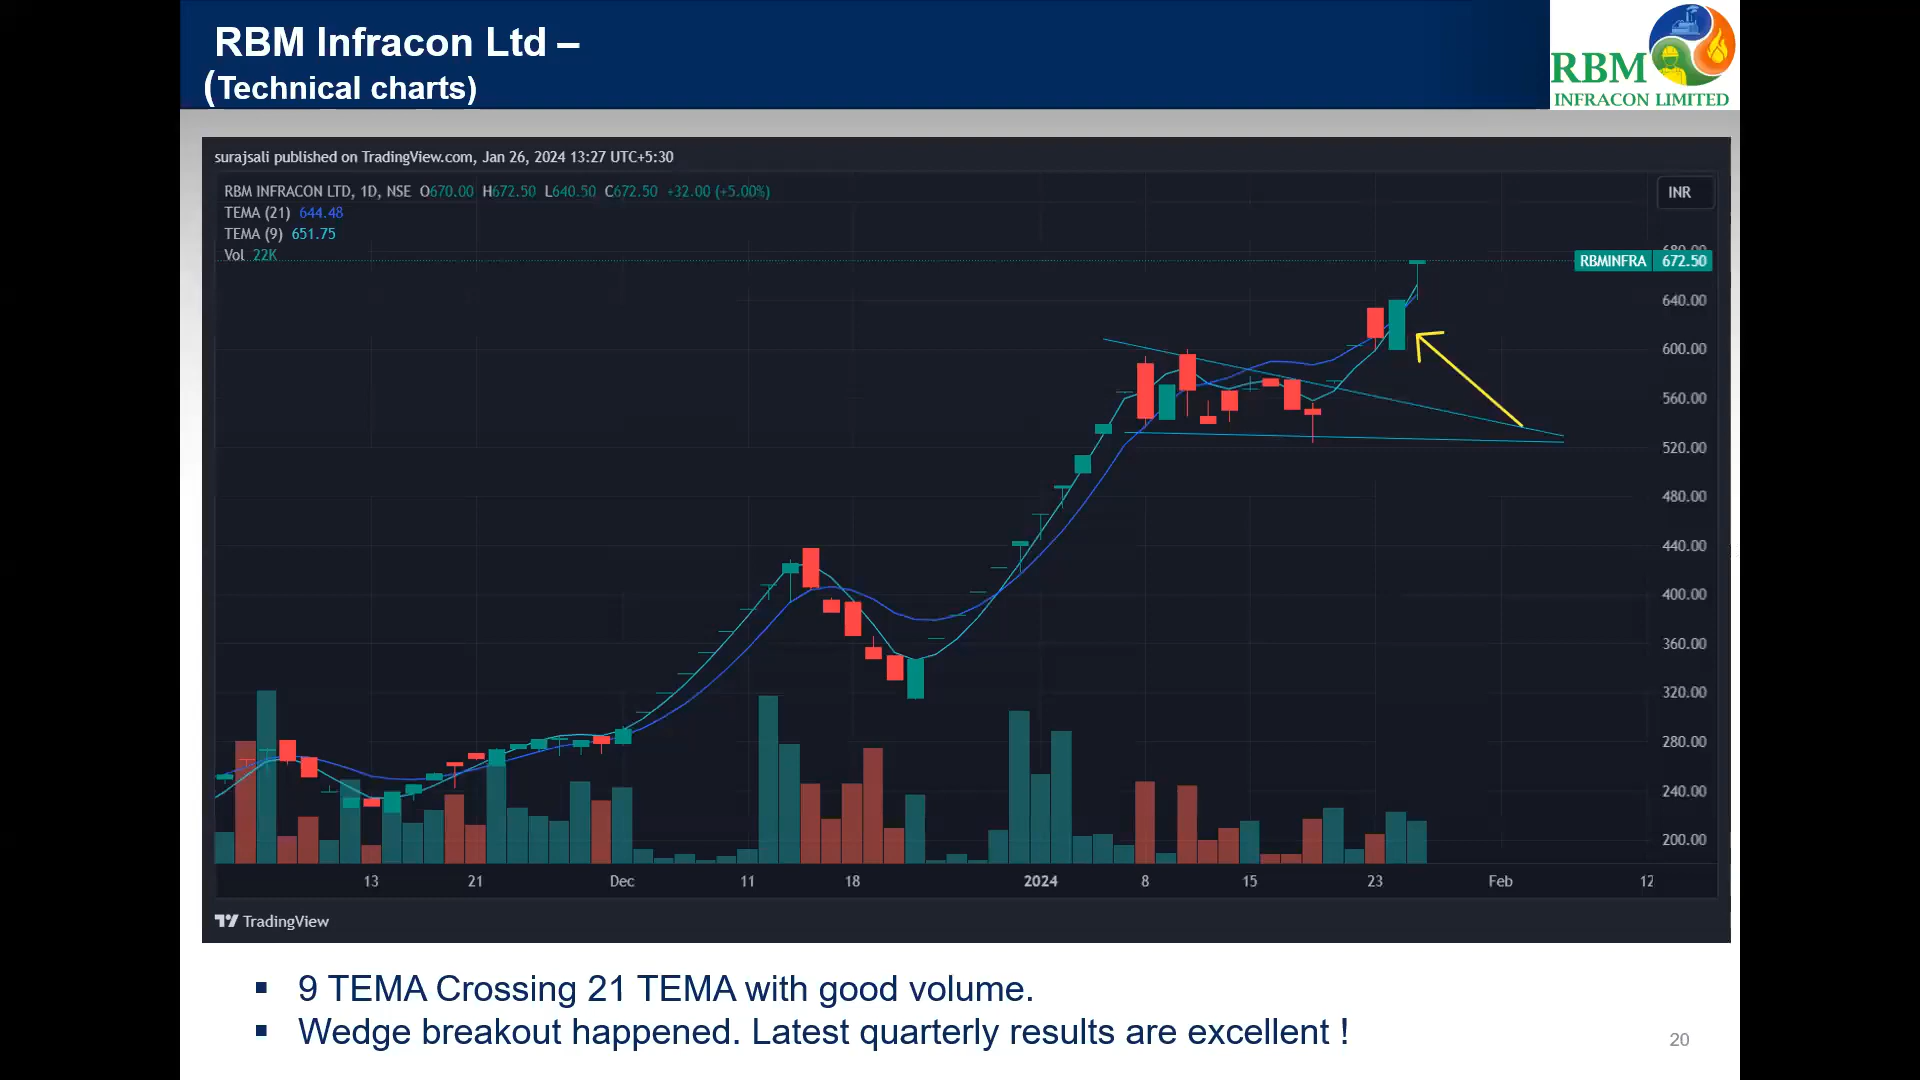 RBM Infracon Ltd –
(Technical charts)
RBM
INFRACON LIMITED
surajsali published on TradingView.com, Jan 26, 2024 13:27 UTC+5:30
RBM INFRACON LTD, 1D, NSE O670.00 H672.50 L640.50 C672.50 +32.00 (+5.00%)
TEMA (21) 644.48
TEMA (9) 651.75
Vol 22K
INR
680.00
RBMINFRA 672.50
640.00
600.00
560.00
520.00
480.00
440.00
400.00
360.00
320.00
280.00
240.00
200.00
13 21 Dec 11 18 2024 8 15 23 Feb 12
TradingView
▪ 9 TEMA Crossing 21 TEMA with good volume.
▪ Wedge breakout happened. Latest quarterly results are excellent !
20